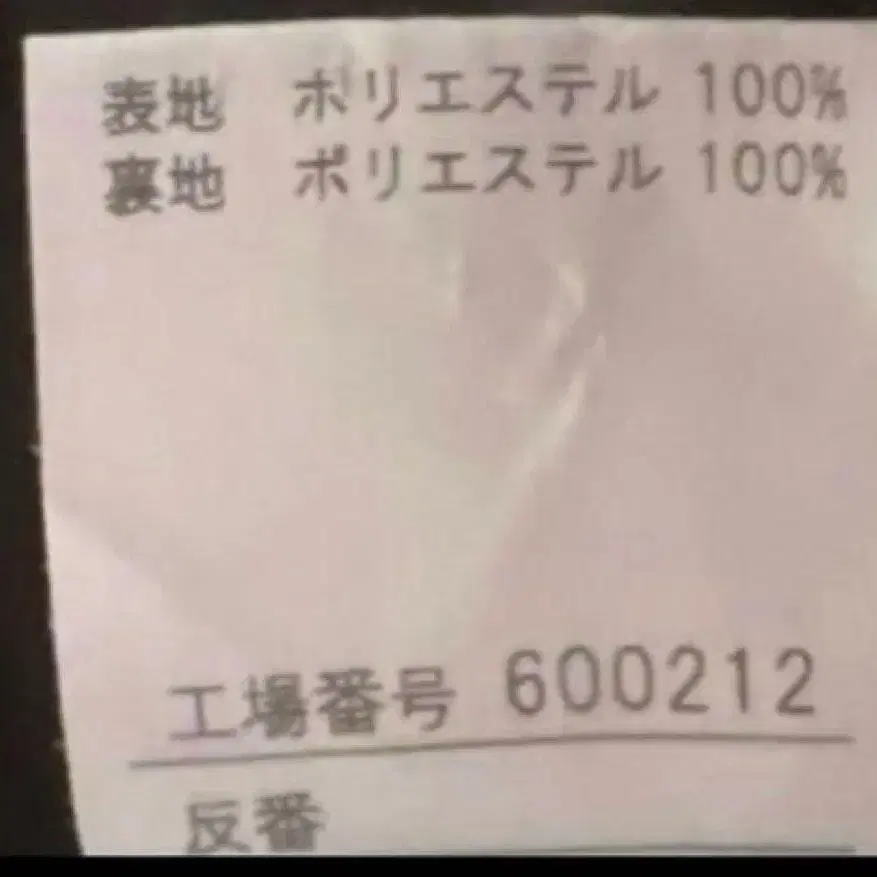 表地 ポリエステル 100%
裏地 ポリエステル 100%
工場番号 600212
反番